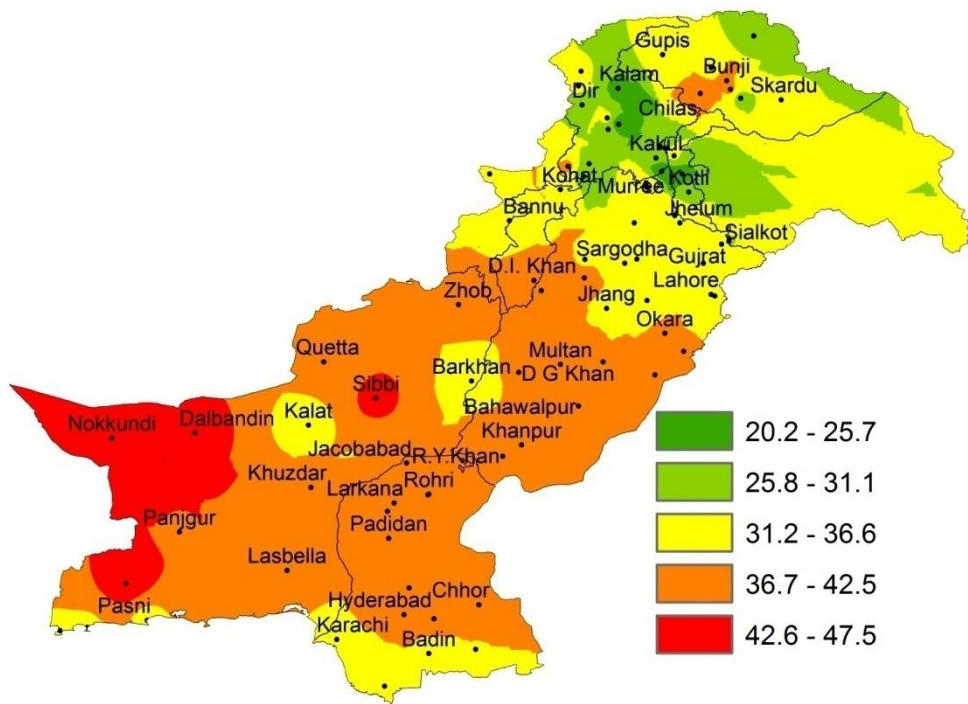 Gupis
Bunji
Kalam
Skardu
Dir
Chilas
Kakul
Kohat
Murree
Kotli
Bannu
Jhelum
Sialkot
Sargodha
Gujrat
D.I. Khan
Lahore
Zhob
Jhang
Okara
Quetta
Multan
Barkhan
D G Khan
Sibbi
Kalat
Bahawalpur
Nokkundi
Dalbandin
Khanpur
Jacobabad
R.Y.Khan
Khuzdar
Rohri
Larkana
Panjgur
Padidan
Lasbella
Pasni
Hyderabad
Chhor
Karachi
Badin
20.2 - 25.7
25.8 - 31.1
31.2 - 36.6
36.7 - 42.5
42.6 - 47.5